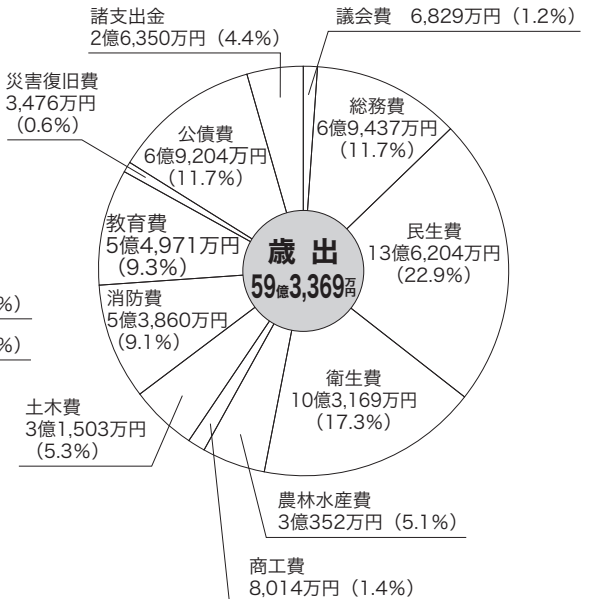 諸支出金
2億6,350万円（4.4%）
議会費　6,829万円（1.2%）
災害復旧費
3,476万円
（0.6%）
公債費
6億9,204万円
（11.7%）
総務費
6億9,437万円
（11.7%）
教育費
5億4,971万円
（9.3%）
歳出
59億3,369万円
民生費
13億6,204万円
（22.9%）
%）
%）
消防費
5億3,860万円
（9.1%）
衛生費
10億3,169万円
（17.3%）
土木費
3億1,503万円
（5.3%）
農林水産費
3億352万円（5.1%）
商工費
8,014万円（1.4%）